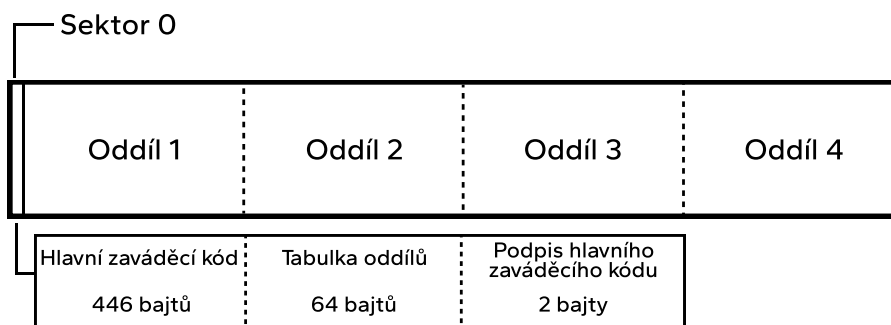 Sektor 0
Oddíl 1
Oddíl 2
Oddíl 3
Oddíl 4
Hlavní zaváděcí kód
446 bajtů
Tabulka oddílů
64 bajtů
Podpis hlavního
zaváděcího kódu
2 bajty